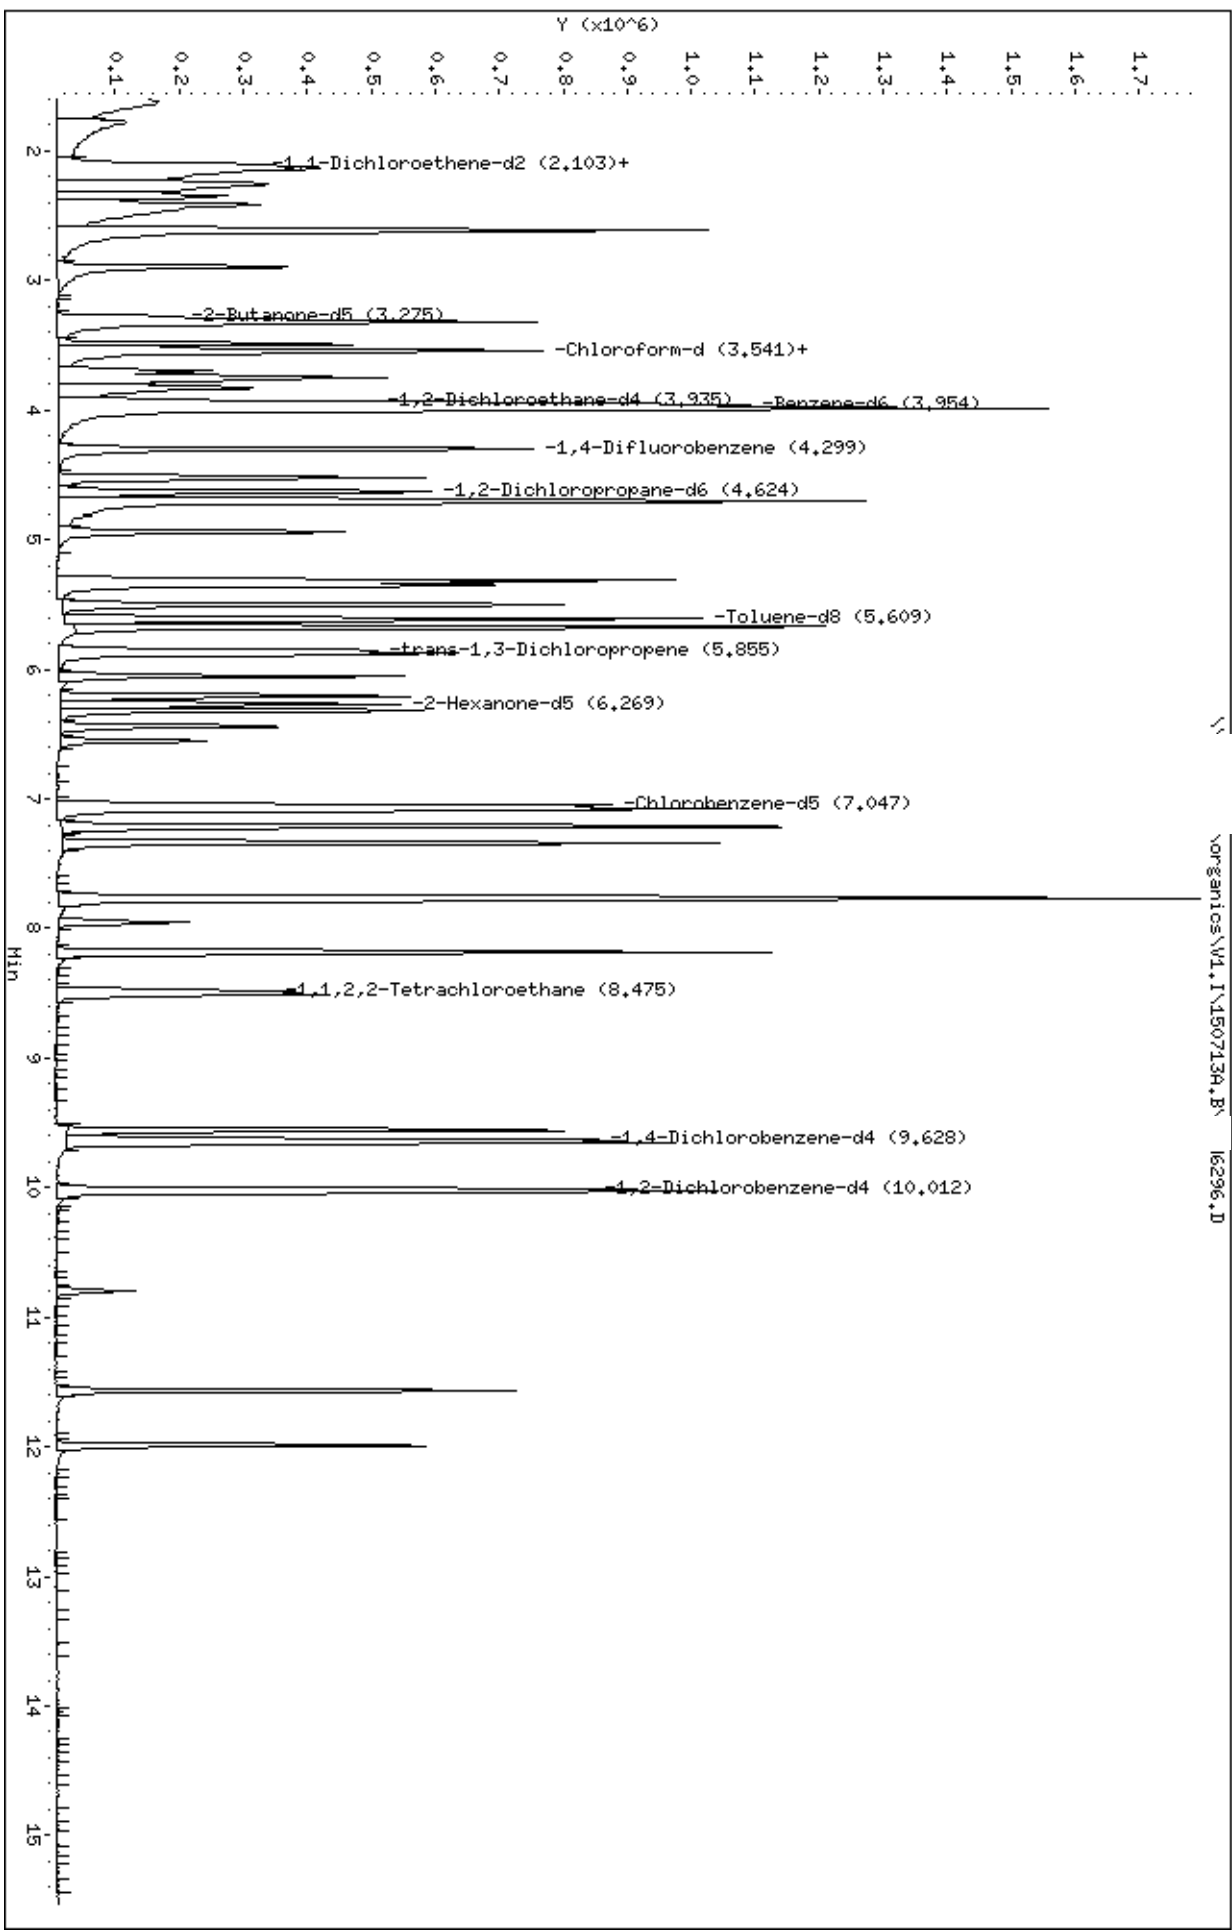 Y (x10^6)
0.1
0.2
0.3
0.4
0.5
0.6
0.7
0.8
0.9
1.0
1.1
1.2
1.3
1.4
1.5
1.6
1.7
-1,1-Dichloroethene-d2 (2.103)+
-2-Butanone-d5 (3.275)
-Chloroform-d (3.541)+
-1,2-Dichloroethane-d4 (3.935)
-Benzene-d6 (3.954)
-1,4-Difluorobenzene (4.299)
-1,2-Dichloropropane-d6 (4.624)
-Toluene-d8 (5.609)
-trans-1,3-Dichloropropene (5.855)
-2-Hexanone-d5 (6.269)
-Chlorobenzene-d5 (7.047)
-1,1,2,2-Tetrachloroethane (8.475)
-1,4-Dichlorobenzene-d4 (9.628)
-1,2-Dichlorobenzene-d4 (10.012)
2
3
4
5
6
7
8
9
10
11
12
13
14
15
Min
\\ \organics\V1.I\150713A.B\ 6296.D